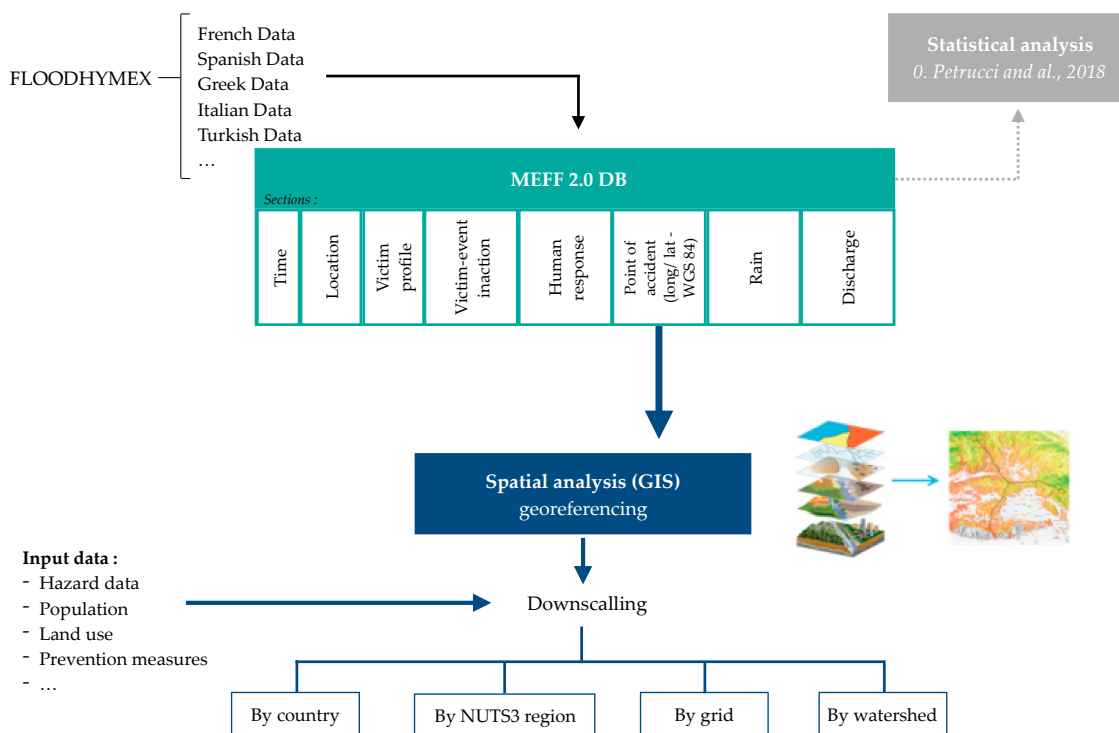 FLOODHYMEX
French Data
Spanish Data
Greek Data
Italian Data
Turkish Data
…
Statistical analysis
0. Petrucci and al., 2018
MEFF 2.0 DB
Sections :
Time
Location
Victim
profile
Victim-event
inaction
Human
response
Point of
accident
(long/ lat -
WGS 84)
Rain
Discharge
Spatial analysis (GIS)
georeferencing
Input data :
- Hazard data
- Population
- Land use
- Prevention measures
- …
Downscalling
By country
By NUTS3 region
By grid
By watershed